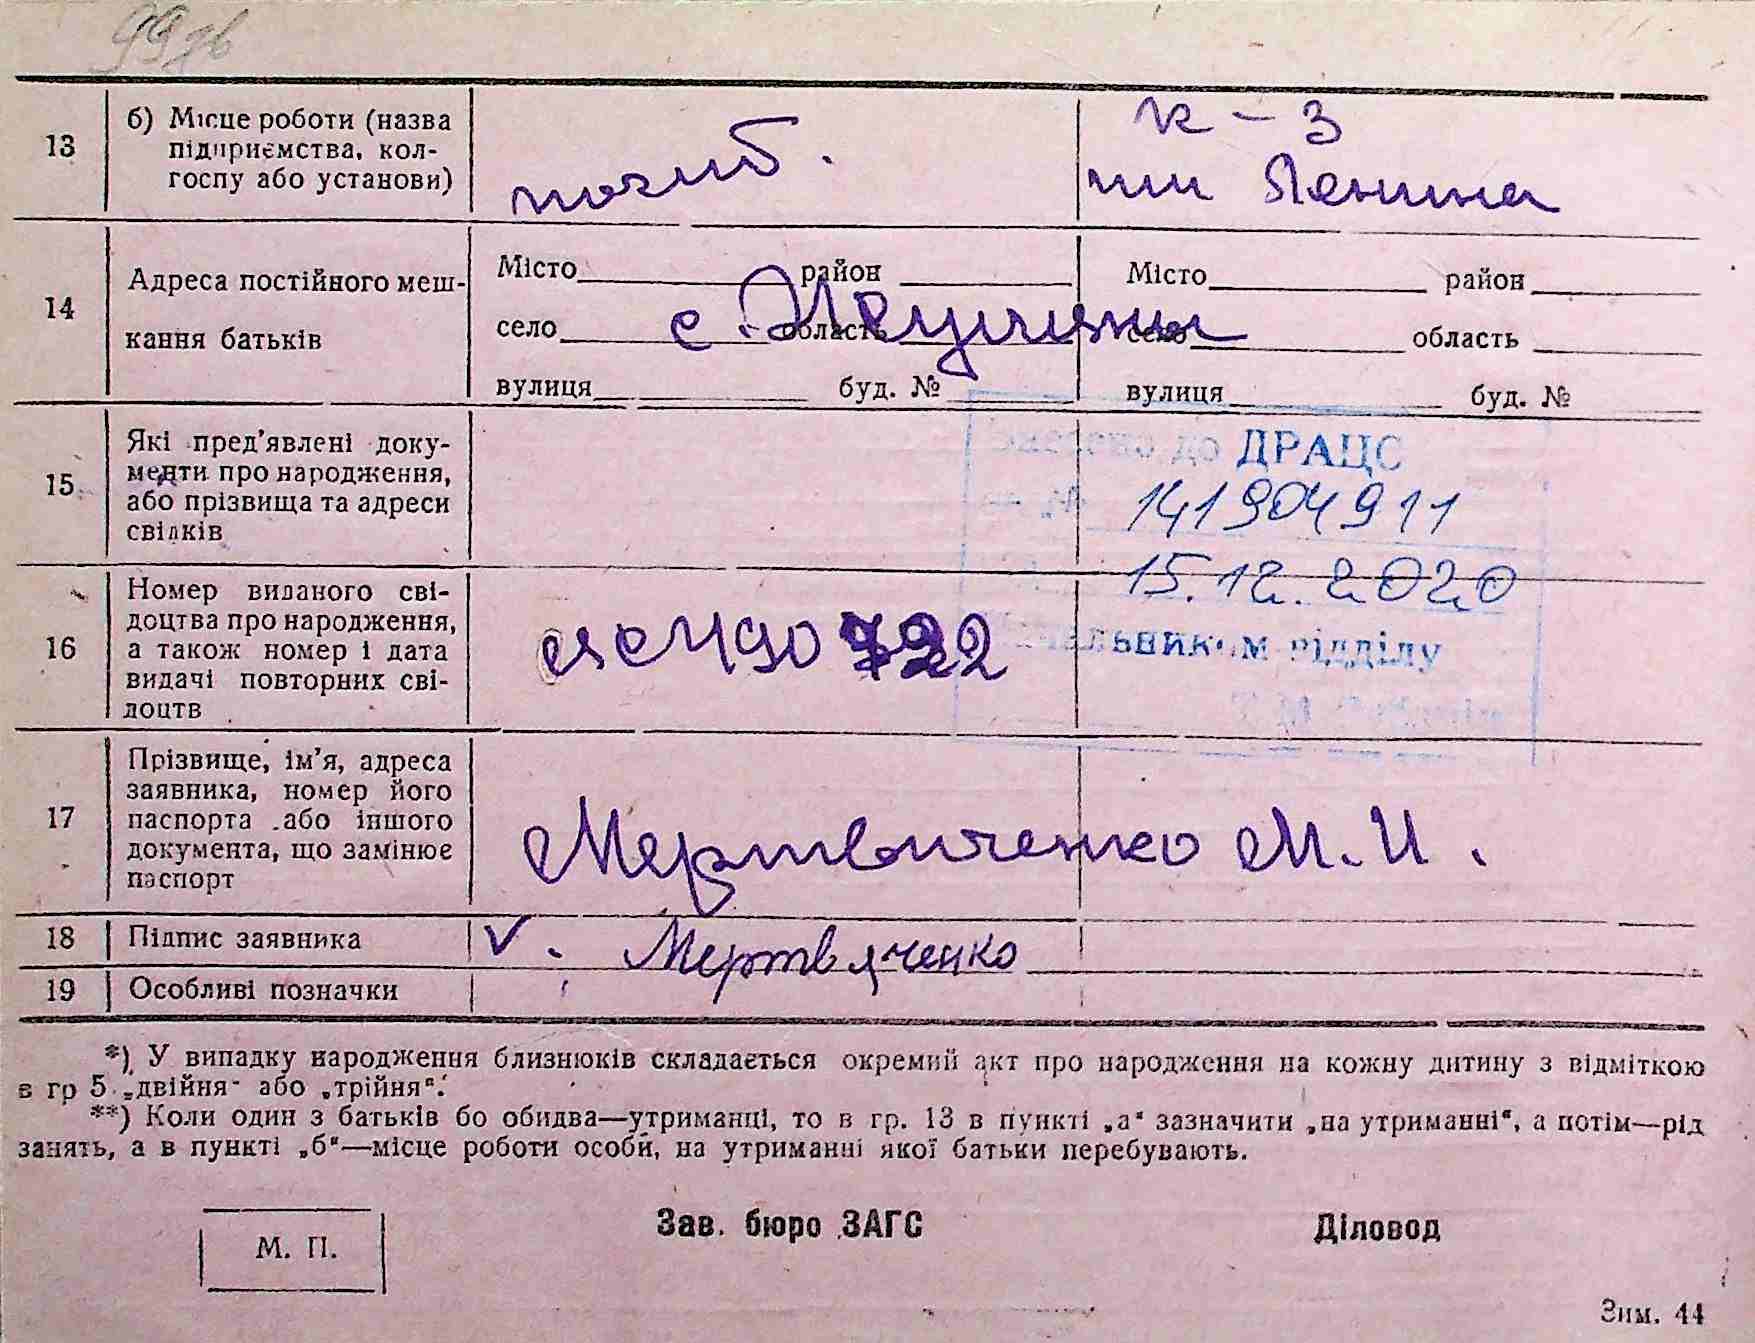 13
б) Місце роботи (назва
підприємства, кол-
госпу або установи)
погиб.
к-з
им Ленина
14
Адреса постійного меш-
кання батьків
Місто район
село область
вулиця буд. №
Місто район
село область
вулиця буд. №
с.
15
Які пред’явлені доку-
менти про народження,
або прізвища та адреси
свідків
до ДРАЦС
141904911
15.12.2020
відділу
16
Номер виданого сві-
доцтва про народження,
а також номер і дата
видачі повторних сві-
доцтв
ЯС490722
17
Прізвище, ім’я, адреса
заявника, номер його
паспорта або іншого
документа, що замінює
паспорт
Мертвиченко М. И.
18
Підпис заявника
V. Мертвяченко
19
Особливі позначки
*) У випадку народження близнюків складається окремий акт про народження на кожну дитину з відміткою
в гр 5 „двійня“ або „трійня“.
**) Коли один з батьків бо обидва—утриманці, то в гр. 13 в пункті „а“ зазначити „на утриманні“, а потім—рід
занять, а в пункті „б“—місце роботи особи, на утриманні якої батьки перебувають.
М. П.
Зав. бюро ЗАГС
Діловод
Зим. 44